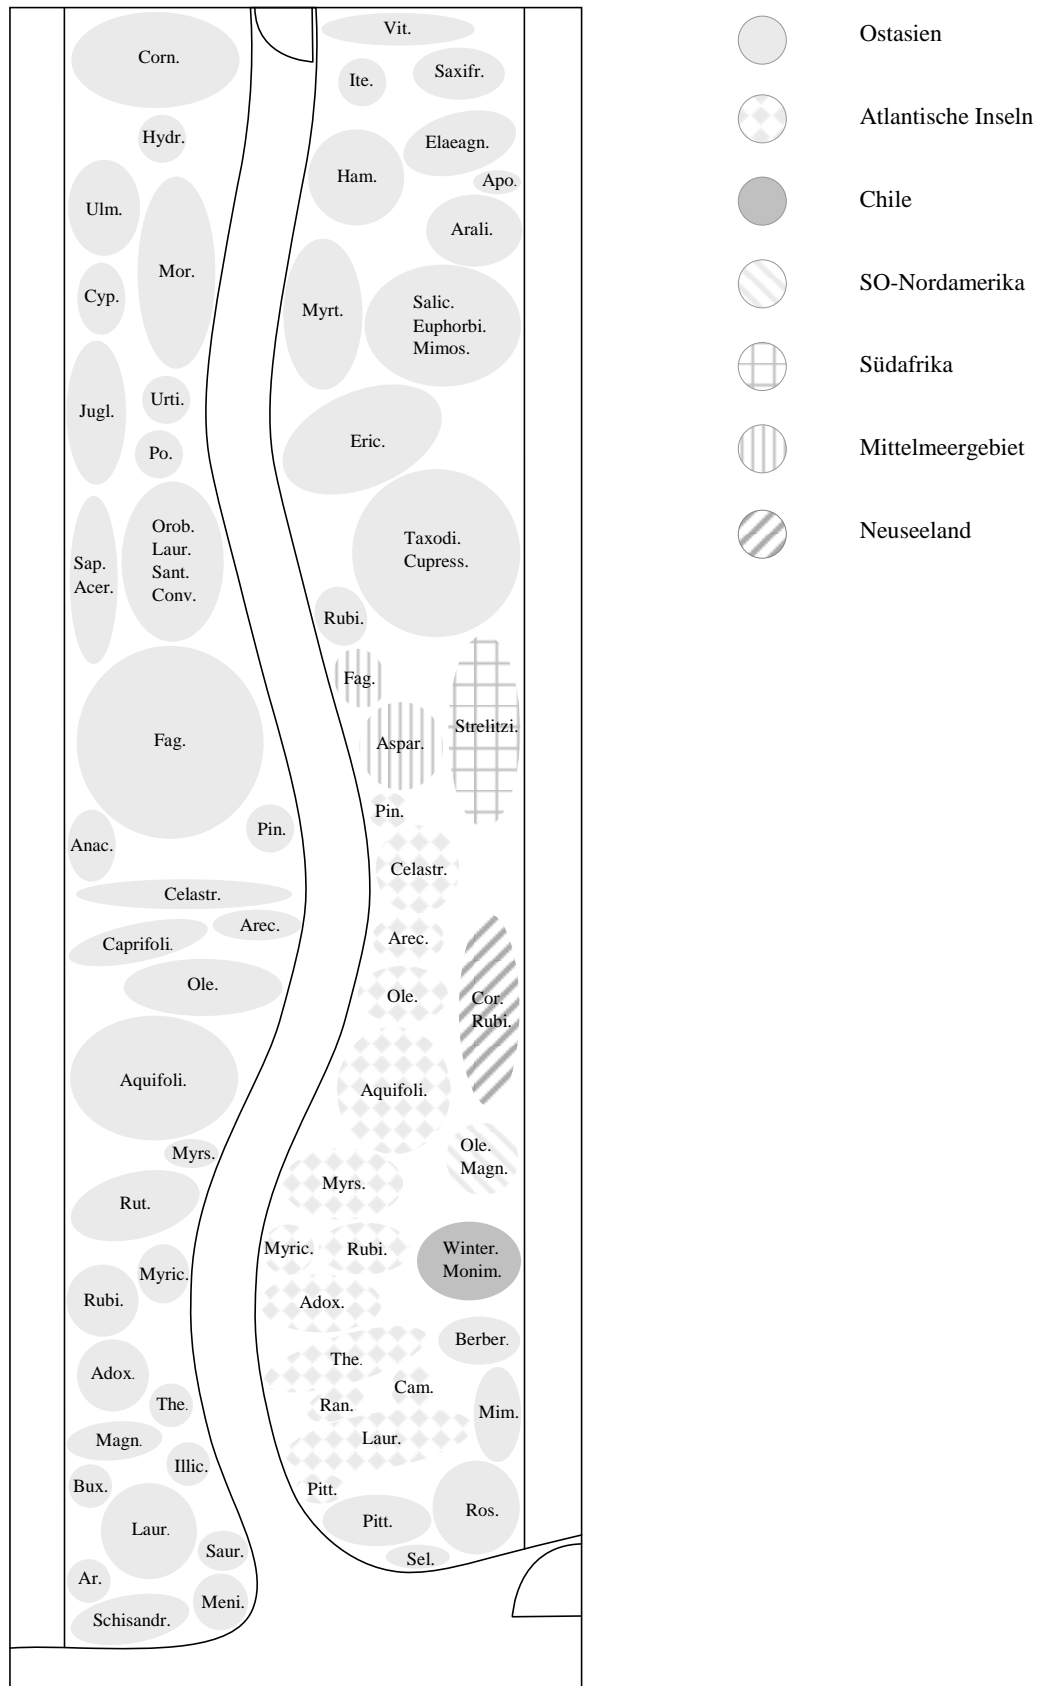 Corn.
Hydr.
Ulm.
Mor.
Cyp.
Jugl.
Urti.
Po.
Orob.
Laur.
Sant.
Conv.
Sap.
Acer.
Fag.
Pin.
Anac.
Celastr.
Arec.
Caprifoli.
Ole.
Aquifoli.
Myrs.
Rut.
Myric.
Rubi.
Adox.
The.
Magn.
Illic.
Bux.
Laur.
Saur.
Ar.
Meni.
Schisandr.
Vit.
Ite.
Saxifr.
Elaeagn.
Ham.
Apo.
Arali.
Myrt.
Salic.
Euphorbi.
Mimos.
Eric.
Taxodi.
Cupress.
Rubi.
Fag.
Strelitzi.
Aspar.
Pin.
Celastr.
Arec.
Ole.
Cor.
Rubi.
Aquifoli.
Ole.
Magn.
Myrs.
Myric.
Rubi.
Winter.
Monim.
Adox.
Berber.
The.
Cam.
Ran.
Mim.
Laur.
Pitt.
Pitt.
Ros.
Sel.
Ostasien
Atlantische Inseln
Chile
SO-Nordamerika
Südafrika
Mittelmeergebiet
Neuseeland